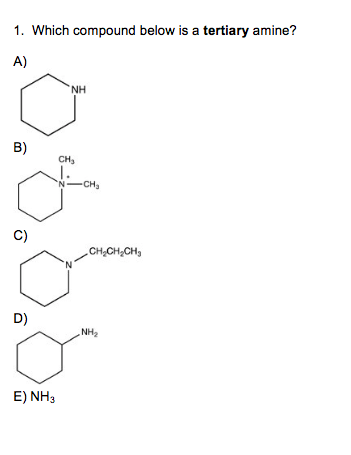 1. Which compound below is a tertiary amine?
A)
NH
B)
CH₃
N⁺—CH₃
C)
CH₂CH₂CH₃
N
D)
NH₂
E) NH₃